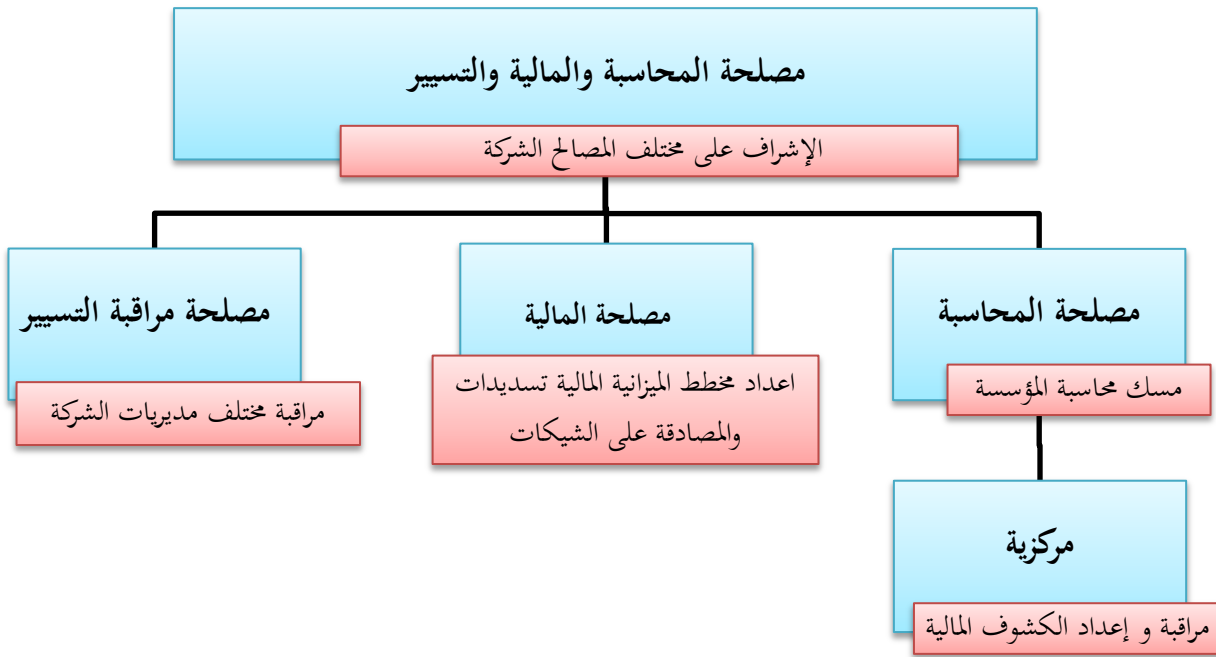 مصلحة المحاسبة والمالية والتسيير
الإشراف على مختلف المصالح الشركة
مصلحة المحاسبة
مسك محاسبة المؤسسة
مصلحة المالية
اعداد مخطط الميزانية المالية تسديدات
والمصادقة على الشيكات
مصلحة مراقبة التسيير
مراقبة مختلف مديريات الشركة
مركزية
مراقبة و إعداد الكشوف المالية